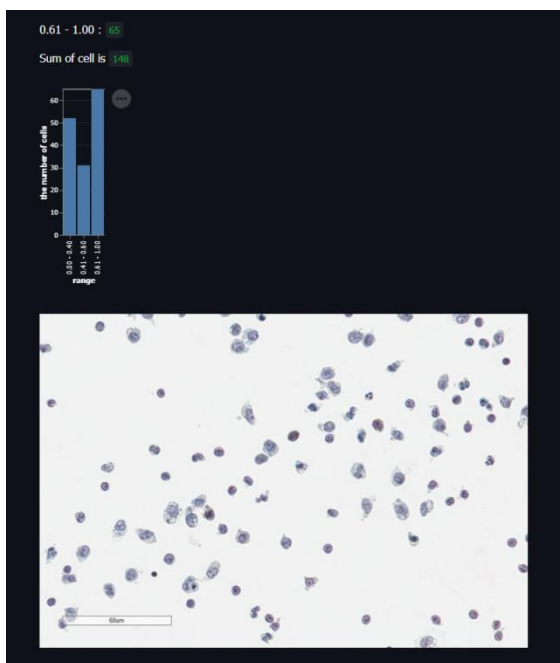 0.61 - 1.00 : 65
Sum of cell is 148
the number of cells
60
50
40
30
20
10
0
0.00 - 0.40
0.41 - 0.60
0.61 - 1.00
range
60um